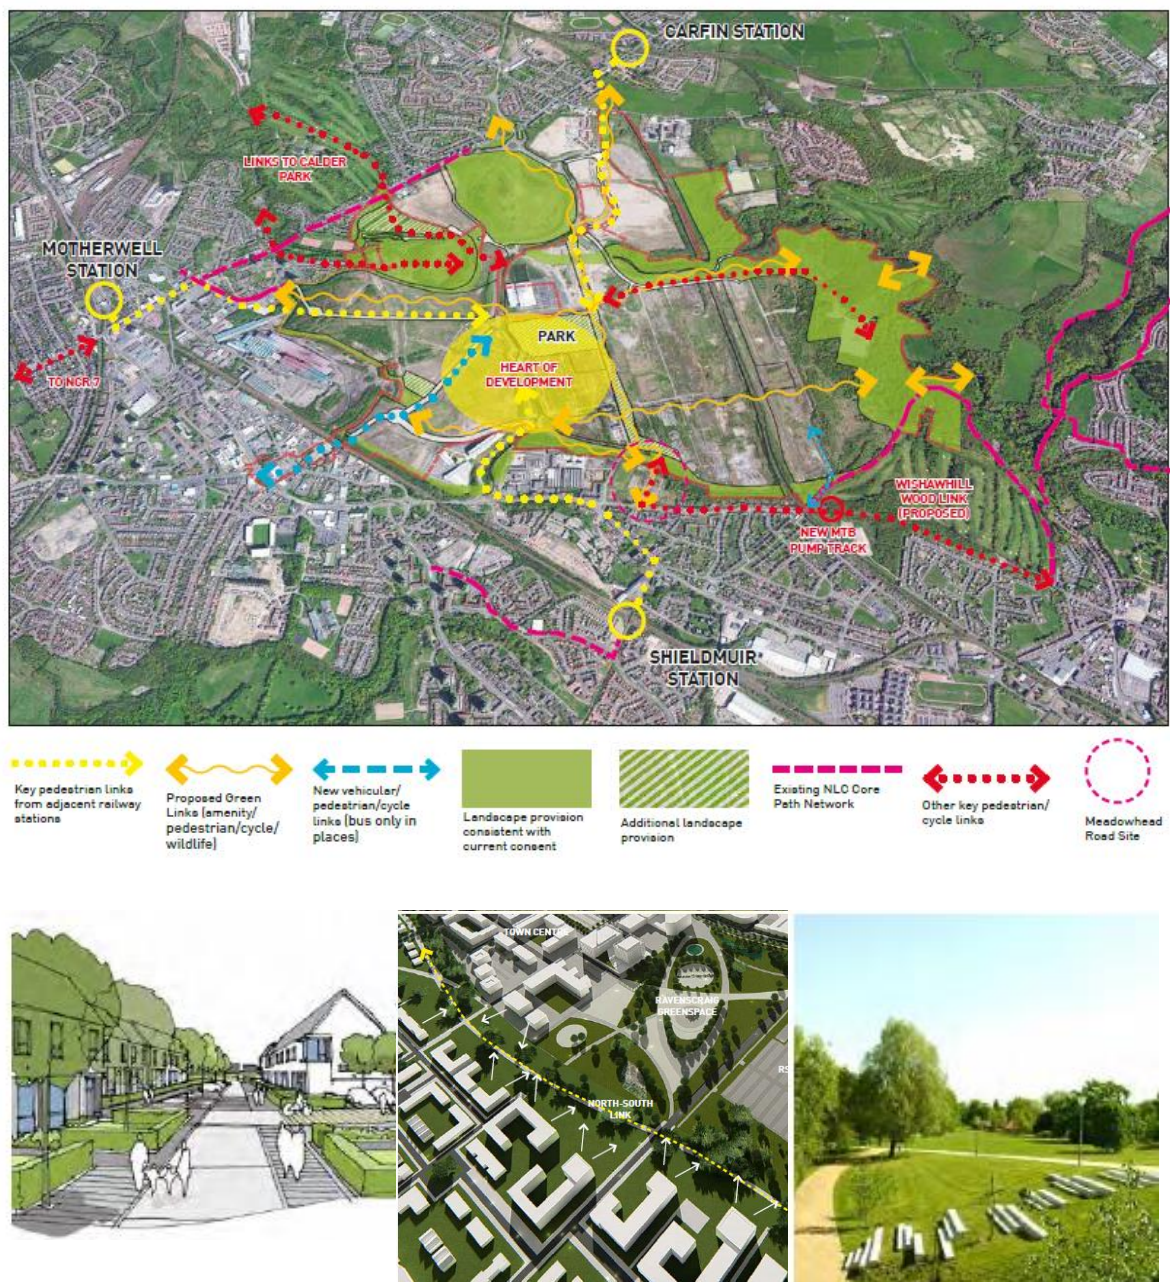 CARFIN STATION
LINKS TO CALDER
PARK
MOTHERWELL
STATION
TO NCR 7
PARK
HEART OF
DEVELOPMENT
WISHAWHILL
WOOD LINK
(PROPOSED)
NEW MTB
PUMP TRACK
SHIELDMUIR
STATION
Key pedestrian links
from adjacent railway
stations
Proposed Green
Links (amenity/
pedestrian/cycle/
wildlife)
New vehicular/
pedestrian/cycle
links (bus only in
places)
Landscape provision
consistent with
current consent
Additional landscape
provision
Existing NLC Core
Path Network
Other key pedestrian/
cycle links
Meadowhead
Road Site
TOWN CENTRE
RAVENSCRAIG
GREENSPACE
RS
NORTH-SOUTH
LINK